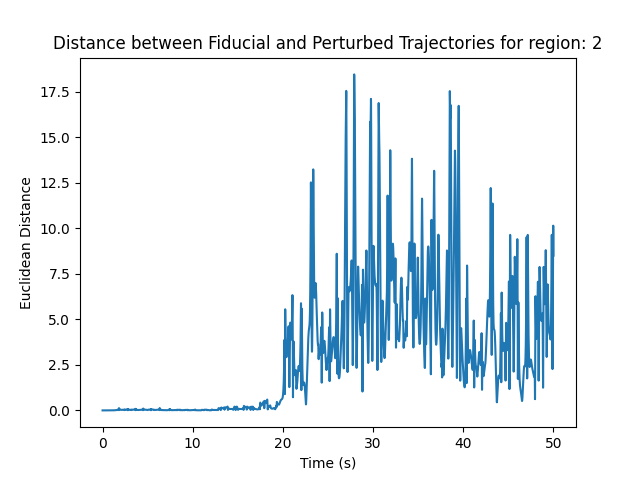 Distance between Fiducial and Perturbed Trajectories for region: 2
17.5
15.0
12.5
10.0
7.5
5.0
2.5
0.0
Euclidean Distance
0 10 20 30 40 50
Time (s)